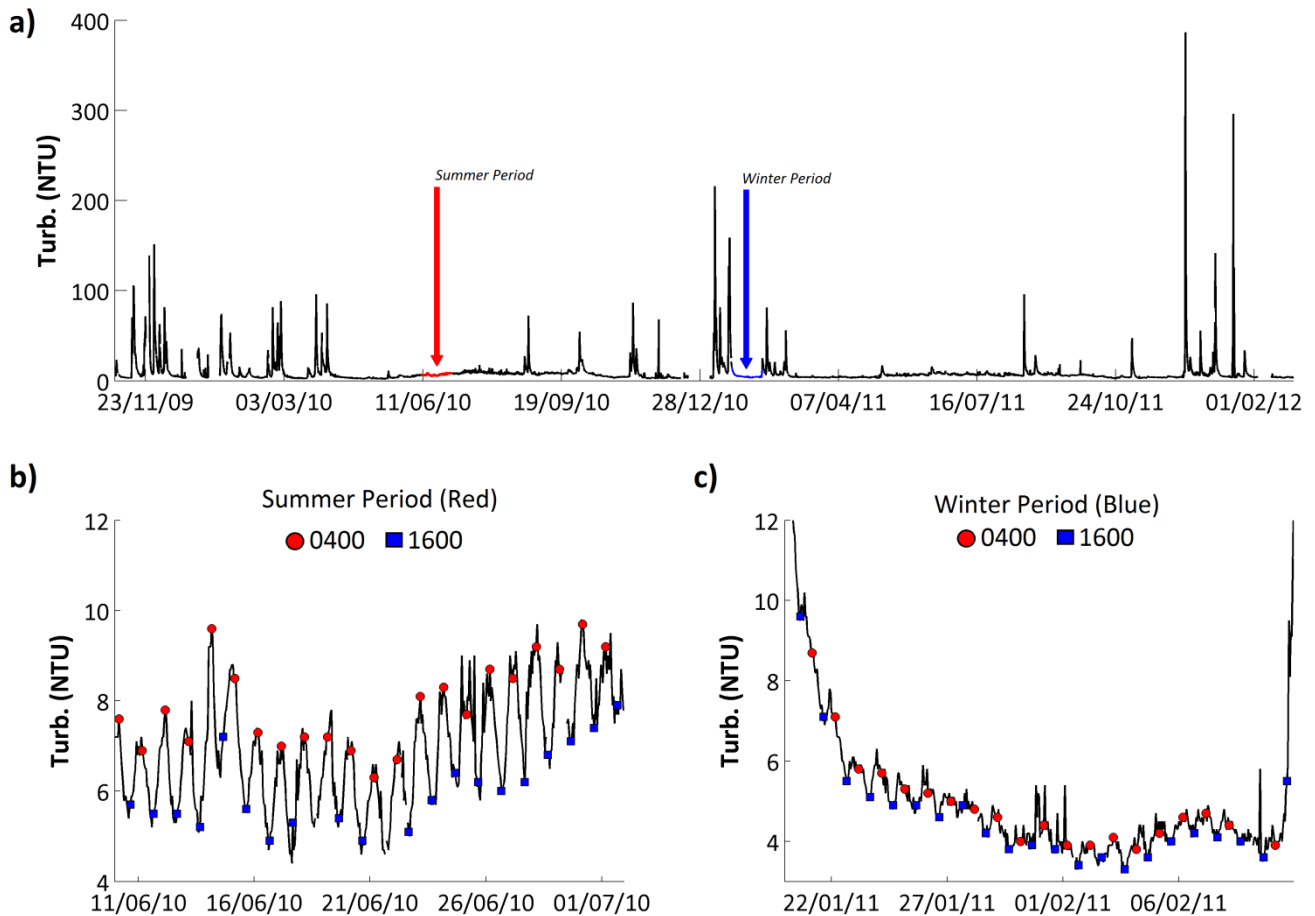 a)
Turb. (NTU)
400
300
200
100
0
Summer Period
Winter Period
23/11/09 03/03/10 11/06/10 19/09/10 28/12/10 07/04/11 16/07/11 24/10/11 01/02/12
b)
Summer Period (Red)
0400 1600
Turb. (NTU)
12
10
8
6
4
11/06/10 16/06/10 21/06/10 26/06/10 01/07/10
c)
Winter Period (Blue)
0400 1600
Turb. (NTU)
12
10
8
6
4
22/01/11 27/01/11 01/02/11 06/02/11